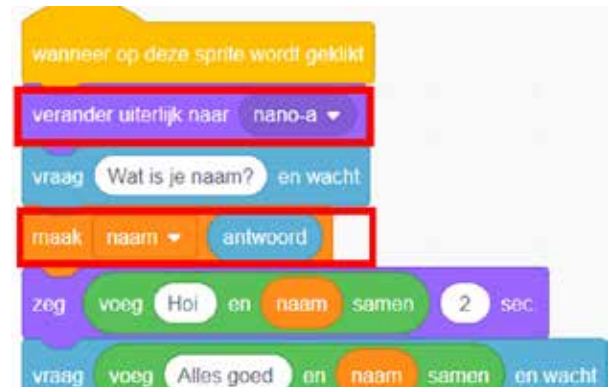 wanneer op deze sprite wordt geklikt
verander uiterlijk naar nano-a
vraag Wat is je naam? en wacht
maak naam antwoord
zeg voeg Hoi en naam samen 2 sec
vraag voeg Alles goed en naam samen en wacht